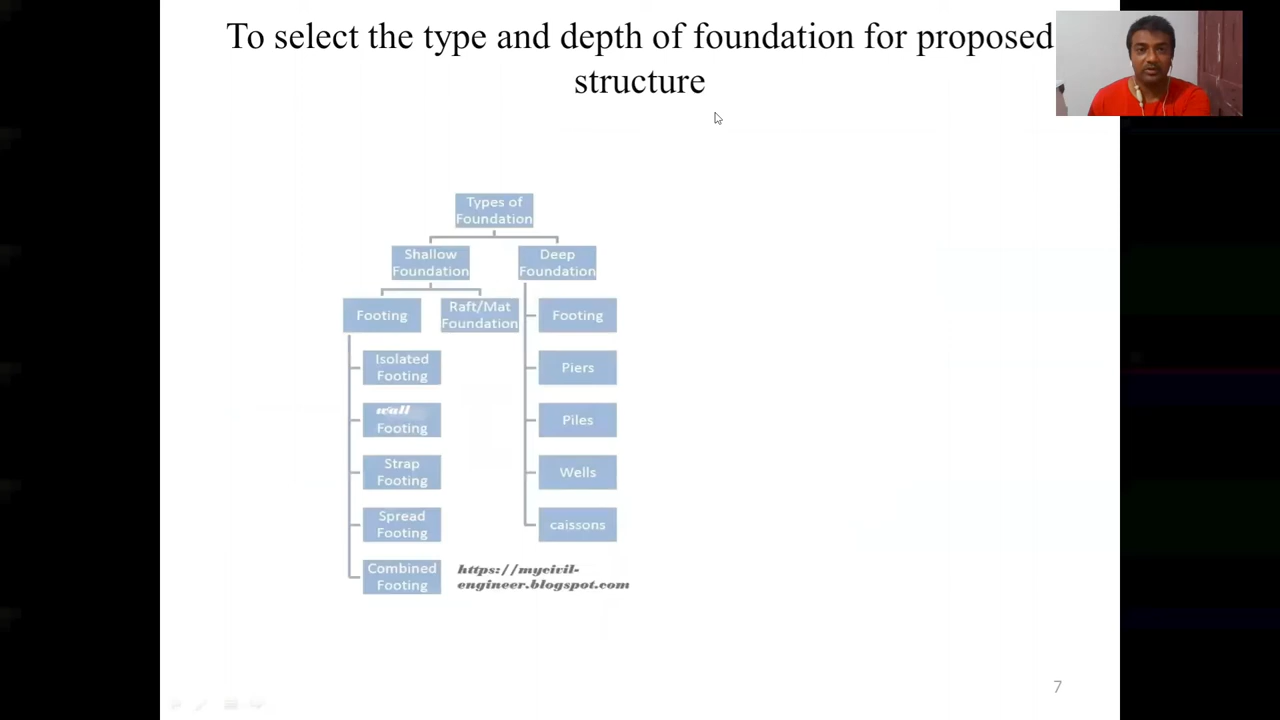 To select the type and depth of foundation for proposed
structure
Types of
Foundation
Shallow
Foundation
Deep
Foundation
Footing
Raft/Mat
Foundation
Footing
Isolated
Footing
Piers
wall
Footing
Piles
Strap
Footing
Wells
Spread
Footing
caissons
Combined
Footing
https://mycivil-
engineer.blogspot.com
7